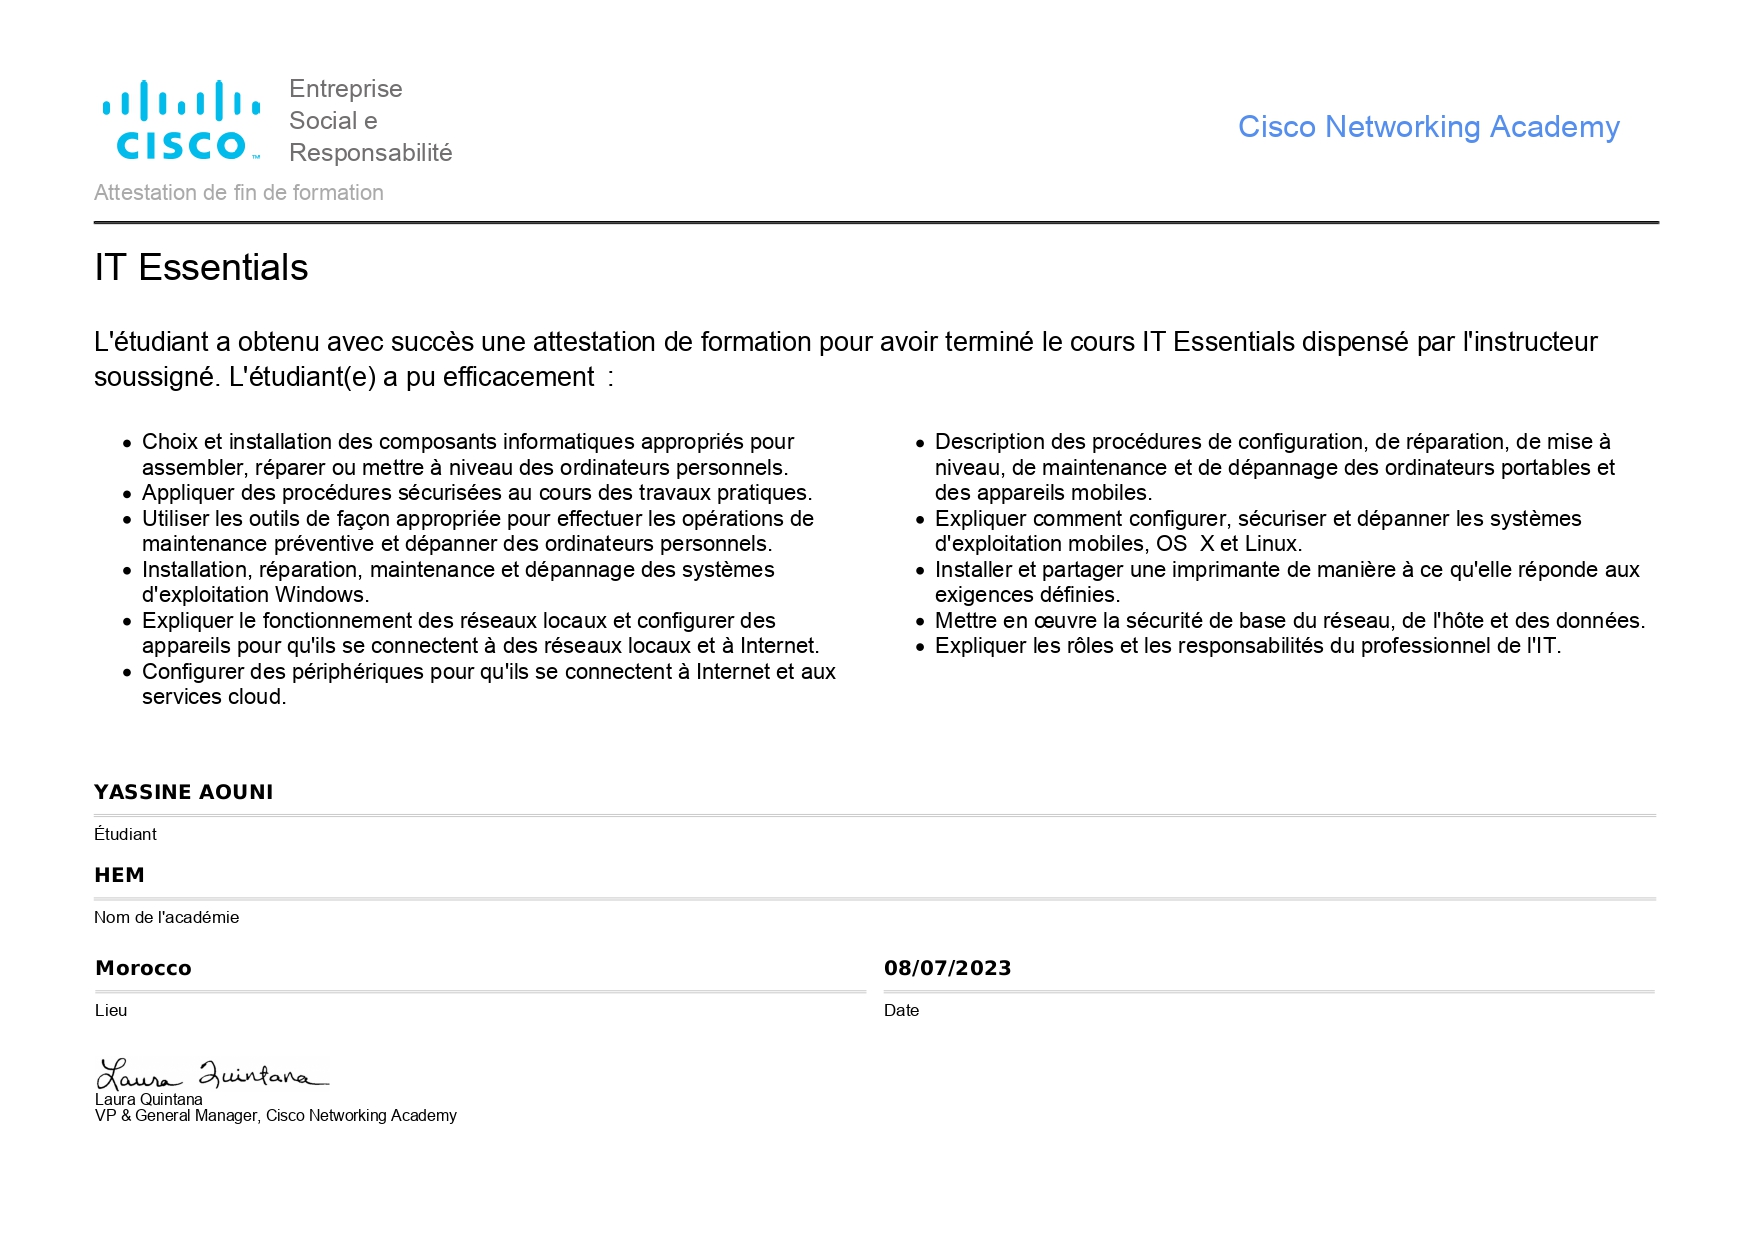 CISCO™
Entreprise
Social e
Responsabilité
Cisco Networking Academy
Attestation de fin de formation
IT Essentials
L'étudiant a obtenu avec succès une attestation de formation pour avoir terminé le cours IT Essentials dispensé par l'instructeur
soussigné. L'étudiant(e) a pu efficacement  :
• Choix et installation des composants informatiques appropriés pour
assembler, réparer ou mettre à niveau des ordinateurs personnels.
• Appliquer des procédures sécurisées au cours des travaux pratiques.
• Utiliser les outils de façon appropriée pour effectuer les opérations de
maintenance préventive et dépanner des ordinateurs personnels.
• Installation, réparation, maintenance et dépannage des systèmes
d'exploitation Windows.
• Expliquer le fonctionnement des réseaux locaux et configurer des
appareils pour qu'ils se connectent à des réseaux locaux et à Internet.
• Configurer des périphériques pour qu'ils se connectent à Internet et aux
services cloud.
• Description des procédures de configuration, de réparation, de mise à
niveau, de maintenance et de dépannage des ordinateurs portables et
des appareils mobiles.
• Expliquer comment configurer, sécuriser et dépanner les systèmes
d'exploitation mobiles, OS  X et Linux.
• Installer et partager une imprimante de manière à ce qu'elle réponde aux
exigences définies.
• Mettre en œuvre la sécurité de base du réseau, de l'hôte et des données.
• Expliquer les rôles et les responsabilités du professionnel de l'IT.
YASSINE AOUNI
Étudiant
HEM
Nom de l'académie
Morocco
Lieu
08/07/2023
Date
Laura Quintana
Laura Quintana
VP & General Manager, Cisco Networking Academy